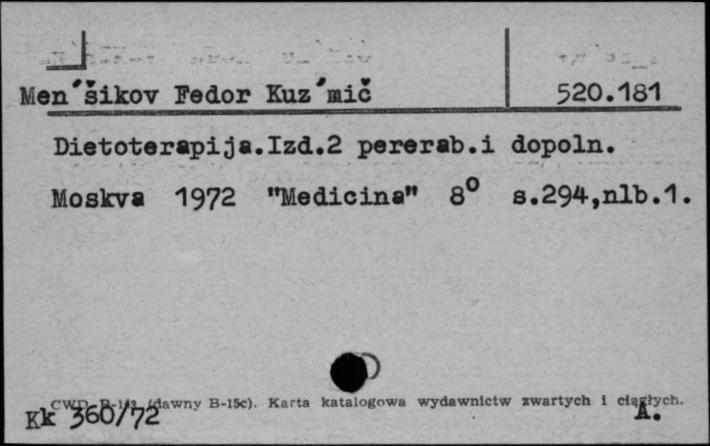 Men´šikov Fedor Kuz´mič 520.181
Dietoterapija.Izd.2 pererab.i dopoln.
Moskva 1972 "Medicina" 8⁰ s.294,nlb.1.
(dawny B-15c). Karta katalogowa wydawnictw zwartych i ciągłych.
Kk 360/72 A.